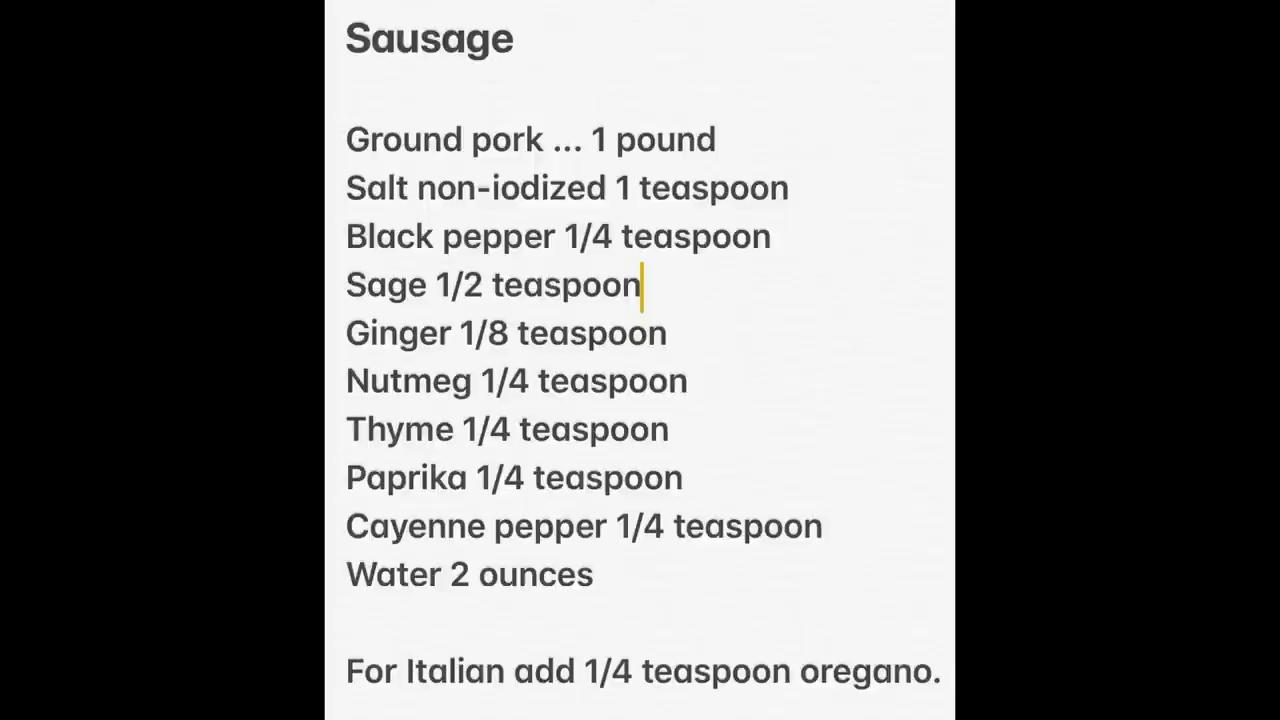 Sausage
Ground pork ... 1 pound
Salt non-iodized 1 teaspoon
Black pepper 1/4 teaspoon
Sage 1/2 teaspoon
Ginger 1/8 teaspoon
Nutmeg 1/4 teaspoon
Thyme 1/4 teaspoon
Paprika 1/4 teaspoon
Cayenne pepper 1/4 teaspoon
Water 2 ounces
For Italian add 1/4 teaspoon oregano.